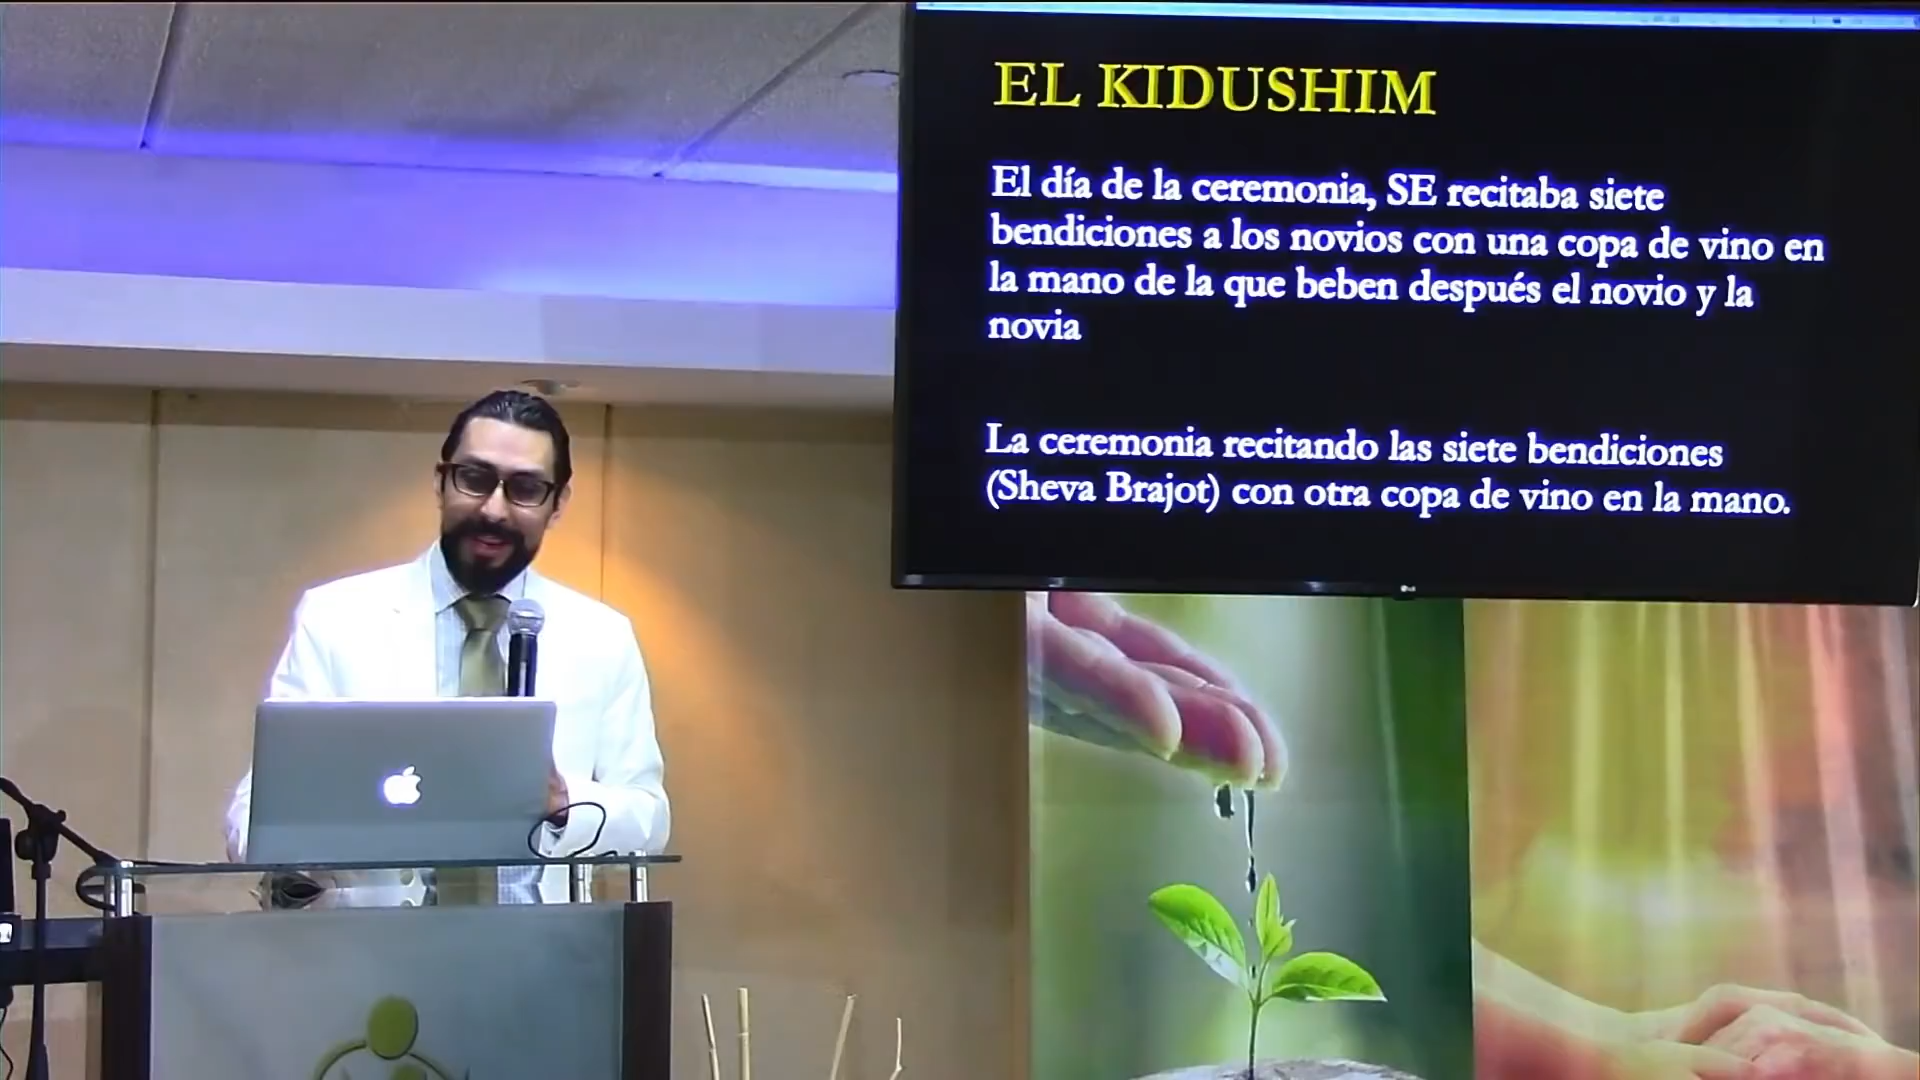 EL KIDUSHIM
El día de la ceremonia, SE recitaba siete
bendiciones a los novios con una copa de vino en
la mano de la que beben después el novio y la
novia
La ceremonia recitando las siete bendiciones
(Sheva Brajot) con otra copa de vino en la mano.